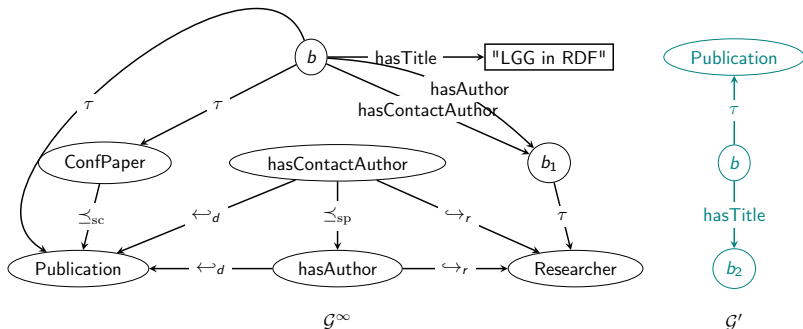 b
hasTitle
"LGG in RDF"
Publication
hasAuthor
hasContactAuthor
τ
τ
τ
ConfPaper
hasContactAuthor
b₁
b
⪯sc
↩d
⪯sp
↪r
τ
hasTitle
Publication
↩d
hasAuthor
↪r
Researcher
b₂
𝒢∞
𝒢′